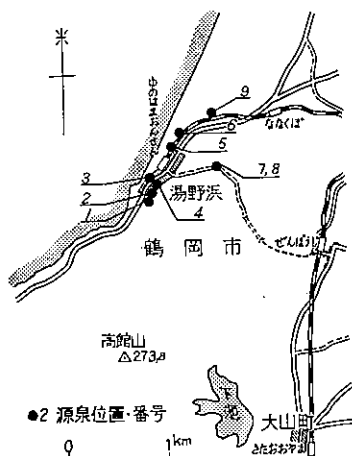 9
ななくぼ
ゆのはまおんせん
6
5
3
7,8
2
湯野浜
1
4
鶴岡市
ぜんぽうじ
高館山
△273.8
下池
●2 源泉位置・番号
大山町
きたおおやま
0 1km